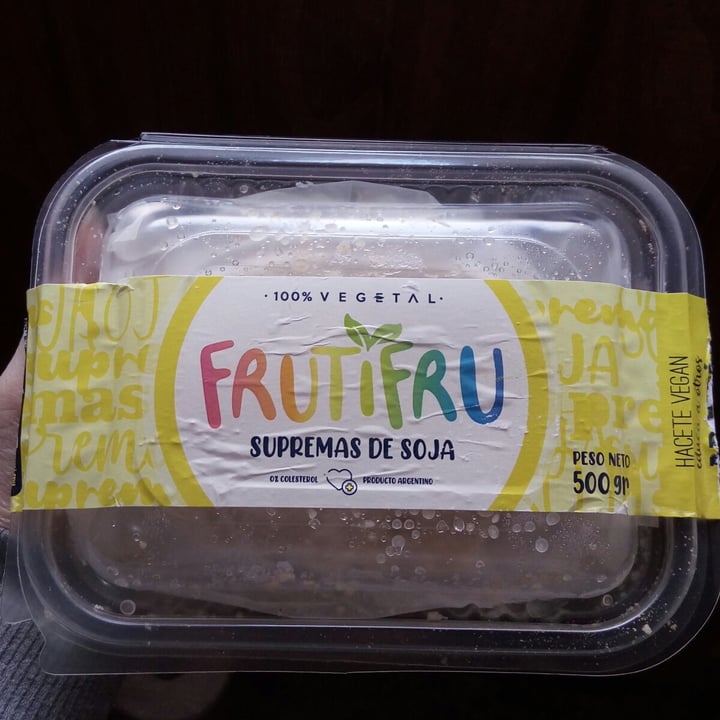 · 100% VEGETAL ·
FRUTIFRU
SUPREMAS DE SOJA
0% COLESTEROL
PRODUCTO ARGENTINO
PESO NETO
500 gr
HACETE VEGAN